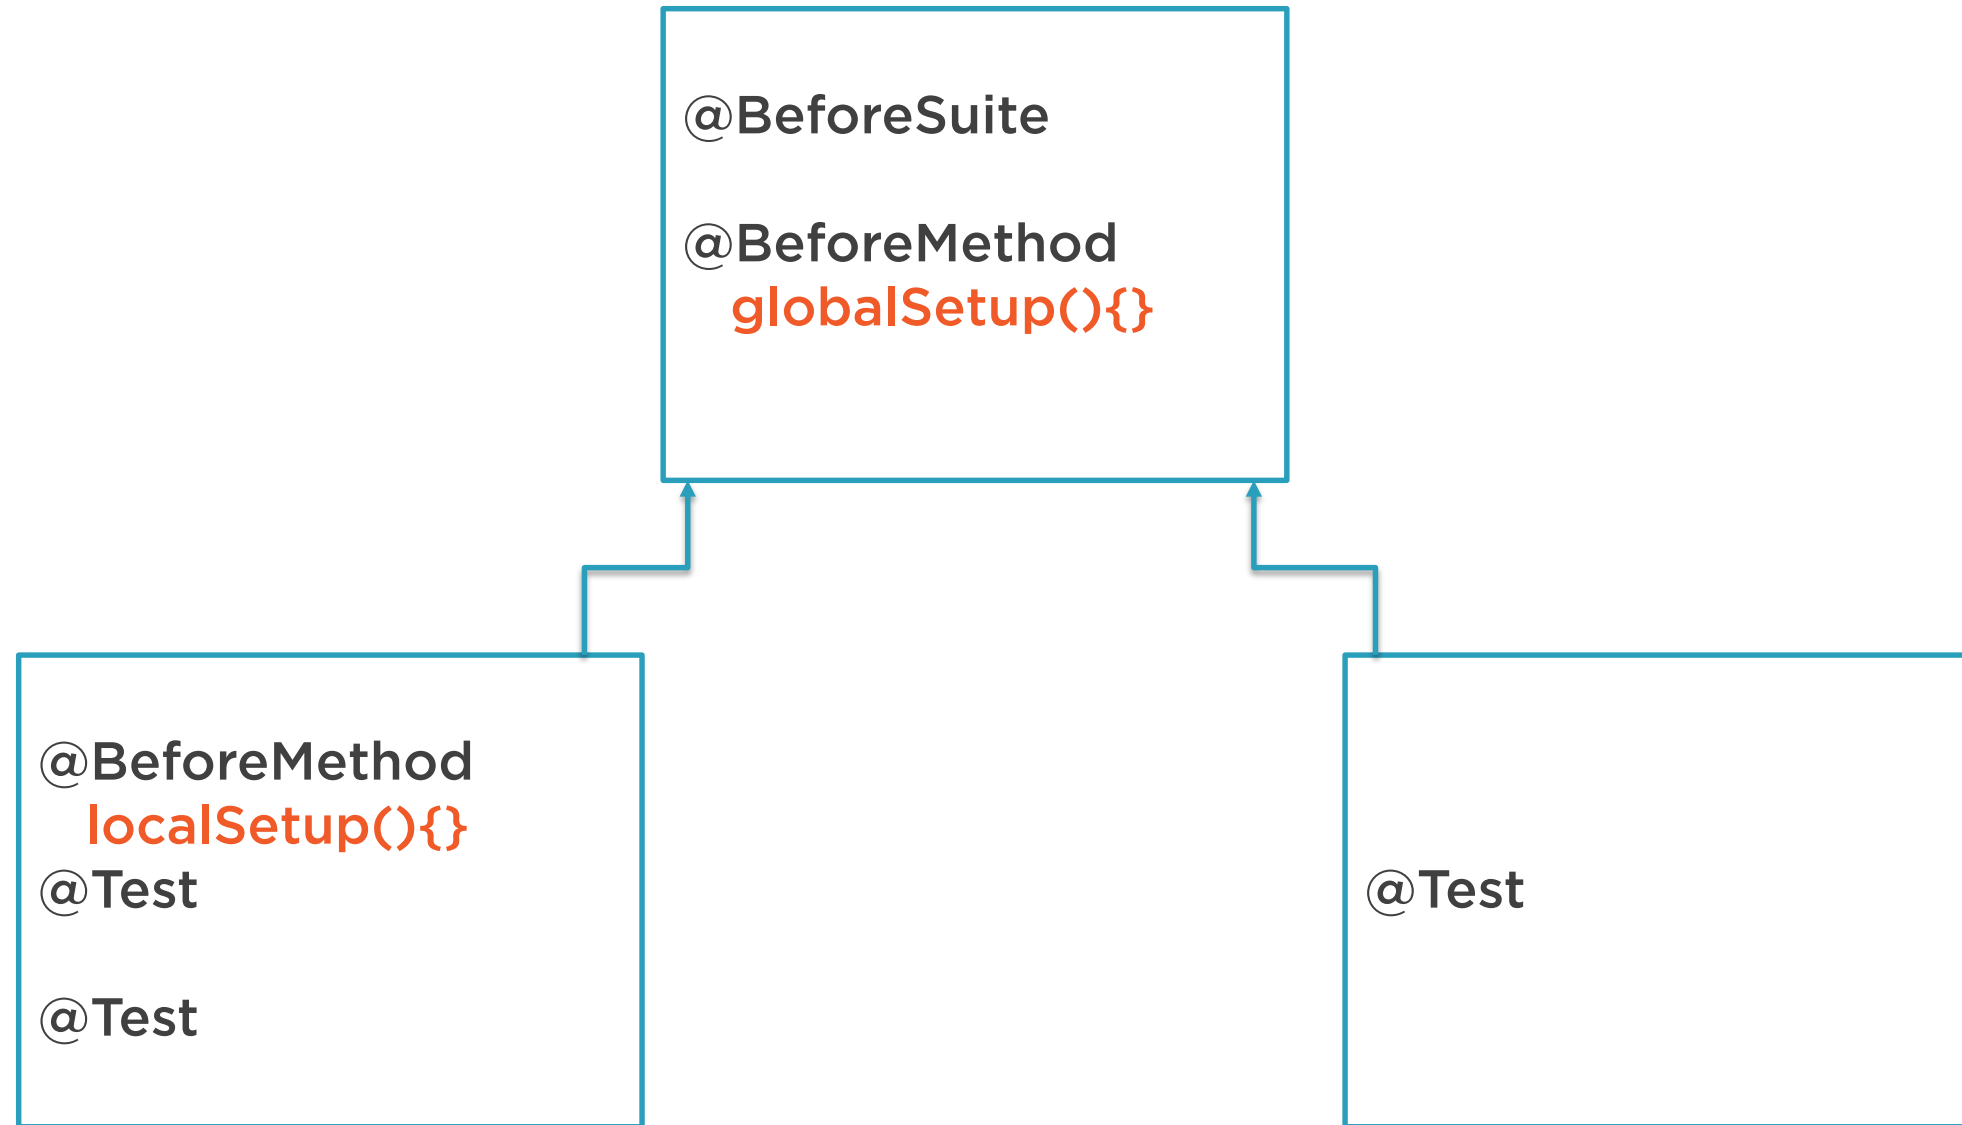 @BeforeSuite
@BeforeMethod
globalSetup(){}
@BeforeMethod
localSetup(){}
@Test
@Test
@Test